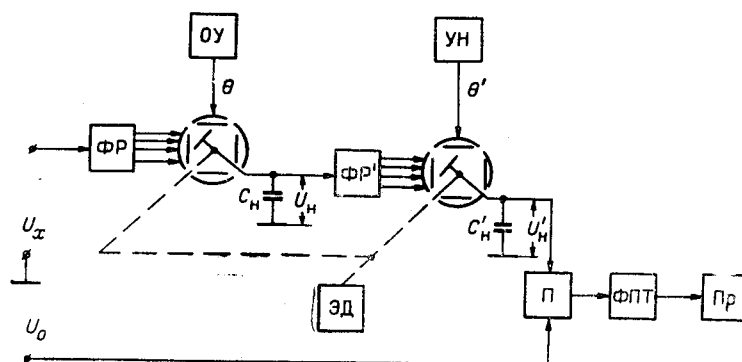 ОУ
УН
θ
θ'
ФР
ФР'
Cн
Uн
C'н
U'н
Ux
ЭД
П
ФПТ
Пр
U₀